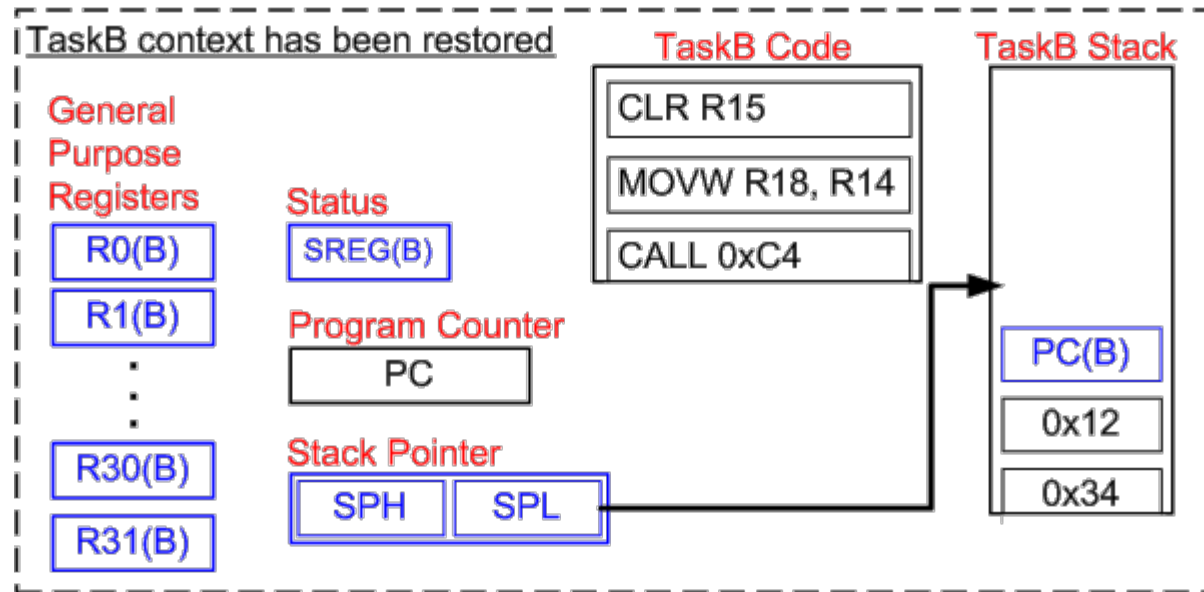 TaskB context has been restored
General
Purpose
Registers
R0(B)
R1(B)
R30(B)
R31(B)
Status
SREG(B)
Program Counter
PC
Stack Pointer
SPH SPL
TaskB Code
CLR R15
MOVW R18, R14
CALL 0xC4
TaskB Stack
PC(B)
0x12
0x34